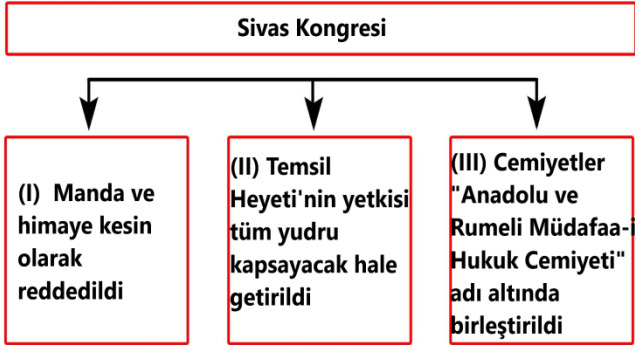 Sivas Kongresi
(I) Manda ve
himaye kesin
olarak
reddedildi
(II) Temsil
Heyeti'nin yetkisi
tüm yudru
kapsayacak hale
getirildi
(III) Cemiyetler
"Anadolu ve
Rumeli Müdafaa-i
Hukuk Cemiyeti"
adı altında
birleştirildi